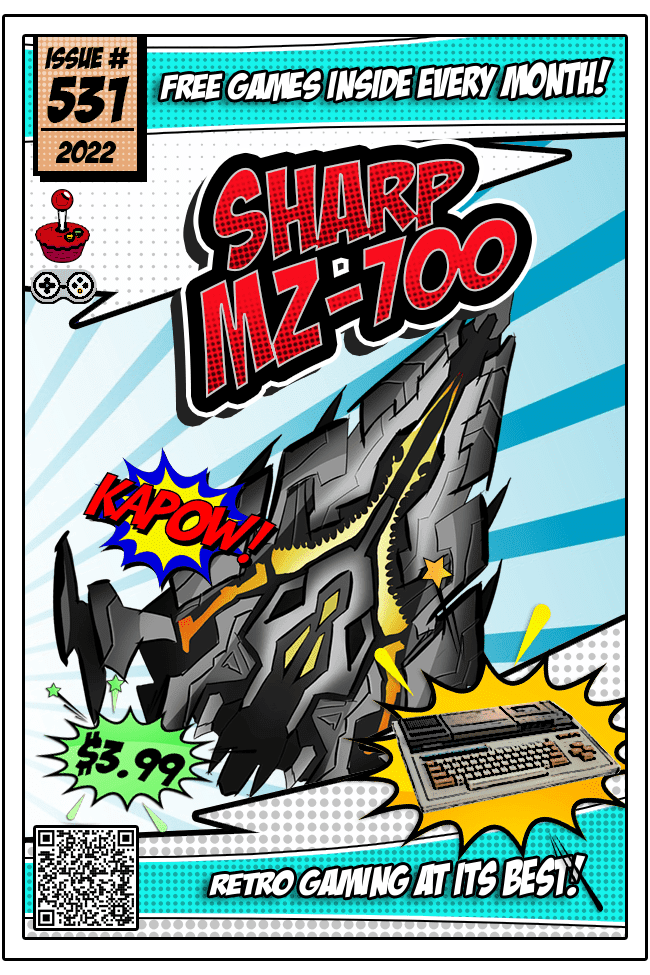 ISSUE #
531
2022
FREE GAMES INSIDE EVERY MONTH!
SHARP
MZ-700
KAPOW!
$3.99
RETRO GAMING AT ITS BEST!